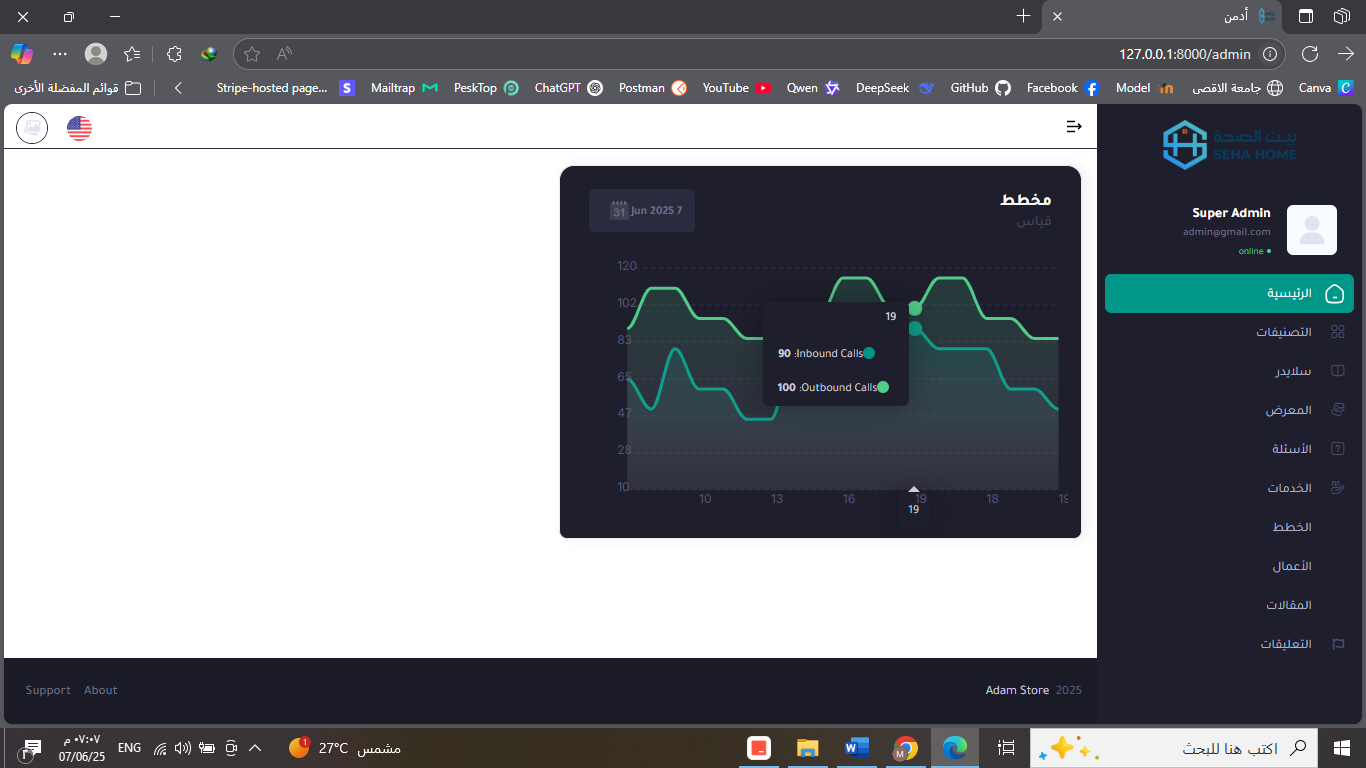 أدمن
127.0.0.1:8000/admin
Canva
جامعة الاقصى
Model
Facebook
GitHub
DeepSeek
Qwen
YouTube
Postman
ChatGPT
PeskTop
Mailtrap
Stripe-hosted page...
قوائم المفضلة الأخرى
بيت الصحة
SEHA HOME
Super Admin
admin@gmail.com
online
الرئيسية
التصنيفات
سلايدر
المعرض
الأسئلة
الخدمات
الخطط
الأعمال
المقالات
التعليقات
مخطط
قياس
7 Jun 2025
31
120
102
83
65
47
28
10
19
Inbound Calls: 90
Outbound Calls: 100
10
13
16
19
18
19
Adam Store 2025
Support About
اكتب هنا للبحث
مشمس 27°C
1
ENG
٠٧:٠٧ م
07/06/25